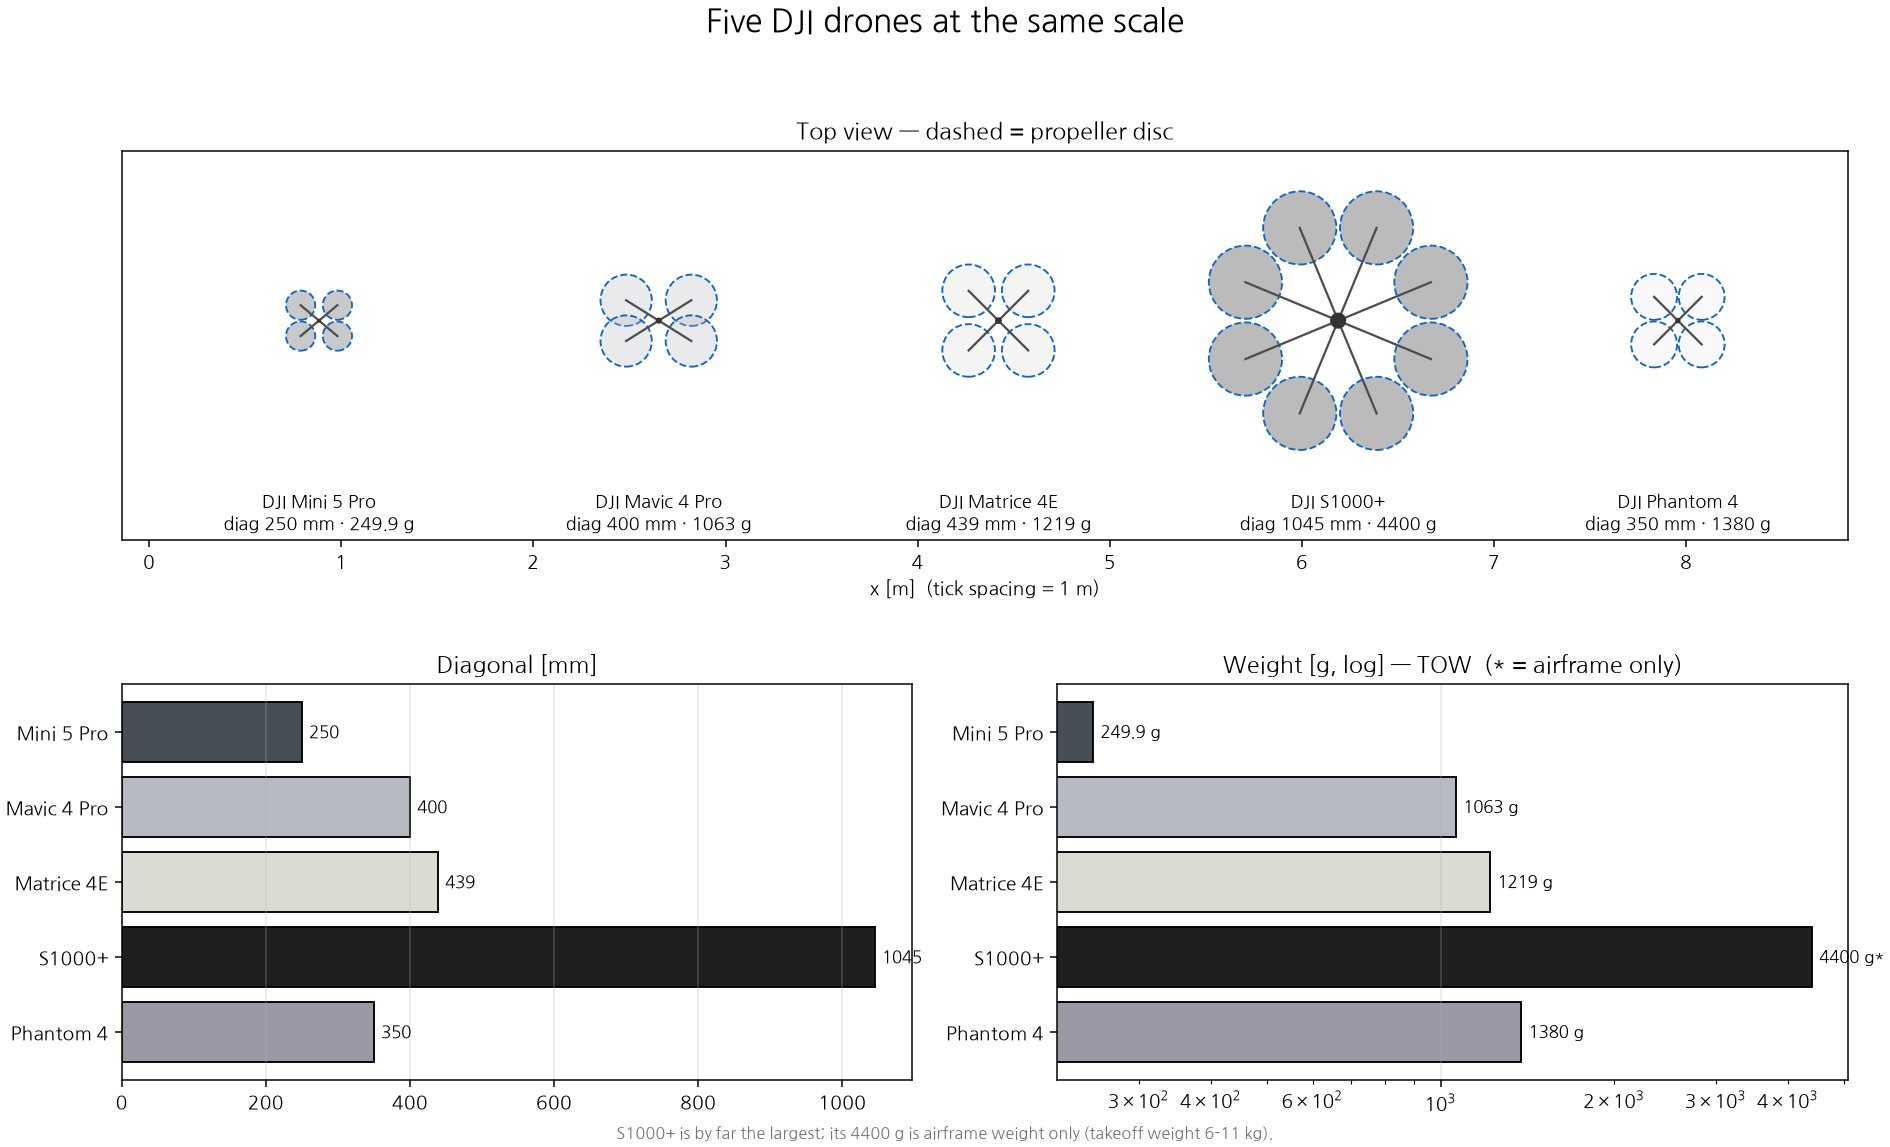 Five DJI drones at the same scale
Top view — dashed = propeller disc
DJI Mini 5 Pro
diag 250 mm · 249.9 g
DJI Mavic 4 Pro
diag 400 mm · 1063 g
DJI Matrice 4E
diag 439 mm · 1219 g
DJI S1000+
diag 1045 mm · 4400 g
DJI Phantom 4
diag 350 mm · 1380 g
0 1 2 3 4 5 6 7 8
x [m]  (tick spacing = 1 m)
Diagonal [mm]
Mini 5 Pro 250
Mavic 4 Pro 400
Matrice 4E 439
S1000+ 1045
Phantom 4 350
0 200 400 600 800 1000
Weight [g, log] — TOW  (* = airframe only)
Mini 5 Pro 249.9 g
Mavic 4 Pro 1063 g
Matrice 4E 1219 g
S1000+ 4400 g*
Phantom 4 1380 g
3×10² 4×10² 6×10² 10³ 2×10³ 3×10³ 4×10³
S1000+ is by far the largest; its 4400 g is airframe weight only (takeoff weight 6-11 kg).